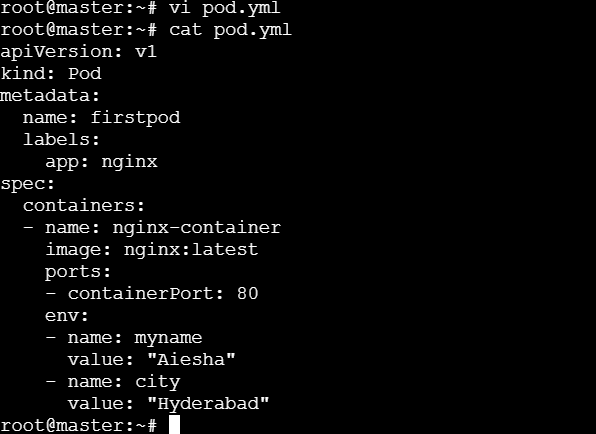 root@master:~# vi pod.yml
root@master:~# cat pod.yml
apiVersion: v1
kind: Pod
metadata:
  name: firstpod
  labels:
    app: nginx
spec:
  containers:
  - name: nginx-container
    image: nginx:latest
    ports:
    - containerPort: 80
    env:
    - name: myname
      value: "Aiesha"
    - name: city
      value: "Hyderabad"
root@master:~#